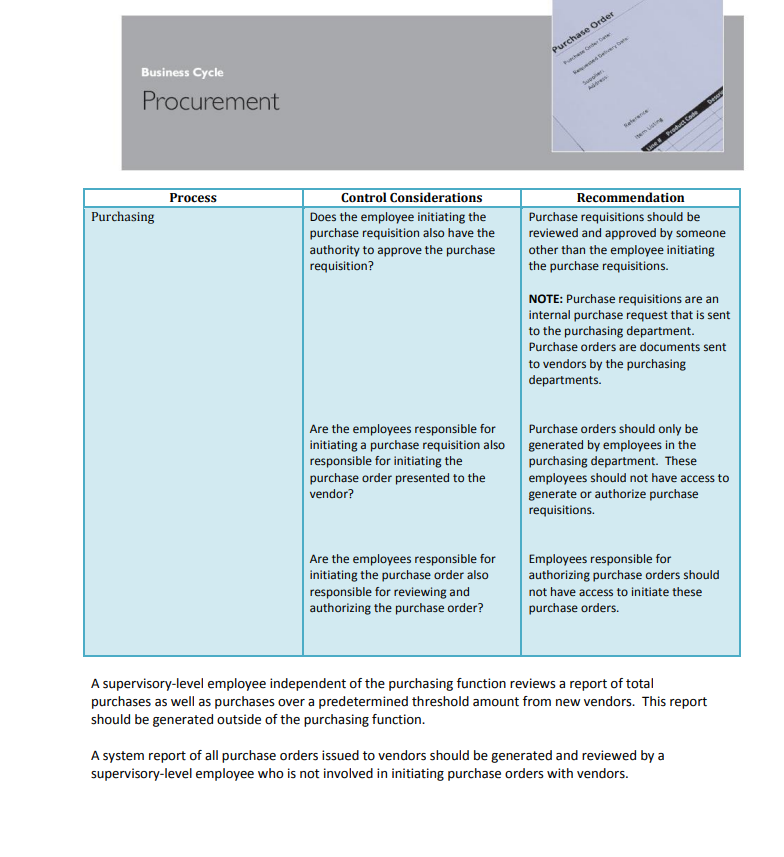 Purchase Order
Purchase Order Date:
Requested Delivery Date:
Supplier:
Address:
Reference:
Item Listing
Line # Product Code
Business Cycle
Procurement
Process Control Considerations Recommendation
Purchasing
Does the employee initiating the
purchase requisition also have the
authority to approve the purchase
requisition?
Purchase requisitions should be
reviewed and approved by someone
other than the employee initiating
the purchase requisitions.
NOTE: Purchase requisitions are an
internal purchase request that is sent
to the purchasing department.
Purchase orders are documents sent
to vendors by the purchasing
departments.
Are the employees responsible for
initiating a purchase requisition also
responsible for initiating the
purchase order presented to the
vendor?
Purchase orders should only be
generated by employees in the
purchasing department.  These
employees should not have access to
generate or authorize purchase
requisitions.
Are the employees responsible for
initiating the purchase order also
responsible for reviewing and
authorizing the purchase order?
Employees responsible for
authorizing purchase orders should
not have access to initiate these
purchase orders.
A supervisory-level employee independent of the purchasing function reviews a report of total
purchases as well as purchases over a predetermined threshold amount from new vendors.  This report
should be generated outside of the purchasing function.
A system report of all purchase orders issued to vendors should be generated and reviewed by a
supervisory-level employee who is not involved in initiating purchase orders with vendors.